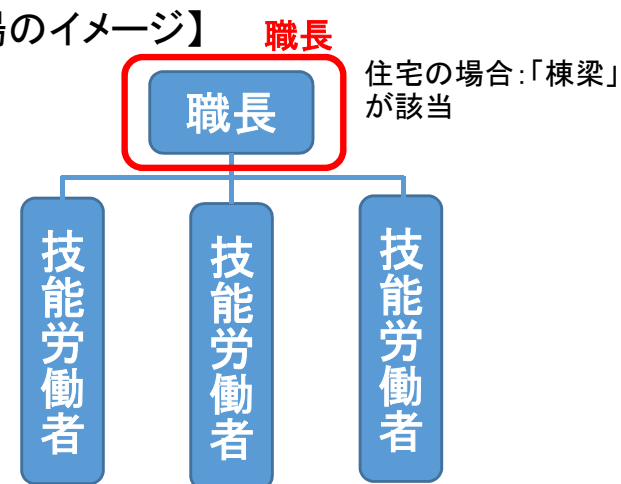 場のイメージ】
職長
住宅の場合:「棟梁」
が該当
職長
技能労働者
技能労働者
技能労働者